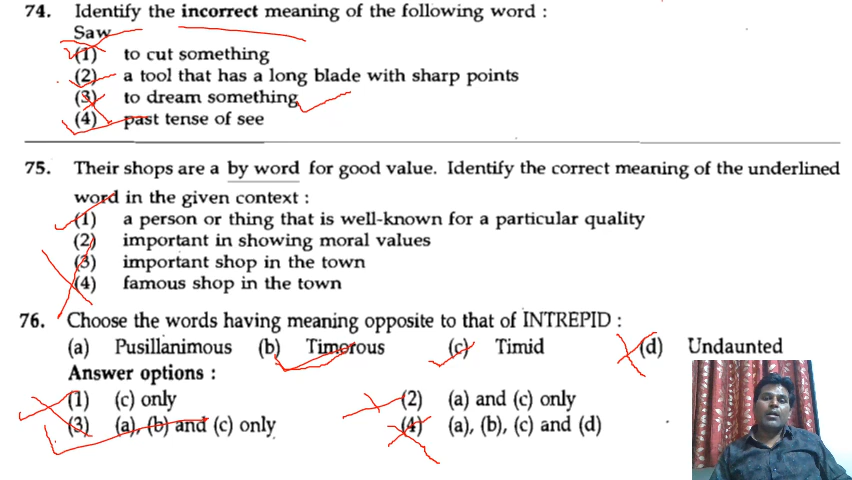 74. Identify the incorrect meaning of the following word :
Saw
(1) to cut something
(2) a tool that has a long blade with sharp points
(3) to dream something
(4) past tense of see
75. Their shops are a by word for good value. Identify the correct meaning of the underlined
word in the given context :
(1) a person or thing that is well-known for a particular quality
(2) important in showing moral values
(3) important shop in the town
(4) famous shop in the town
76. Choose the words having meaning opposite to that of INTREPID :
(a) Pusillanimous (b) Timorous (c) Timid (d) Undaunted
Answer options :
(1) (c) only (2) (a) and (c) only
(3) (a), (b) and (c) only (4) (a), (b), (c) and (d)